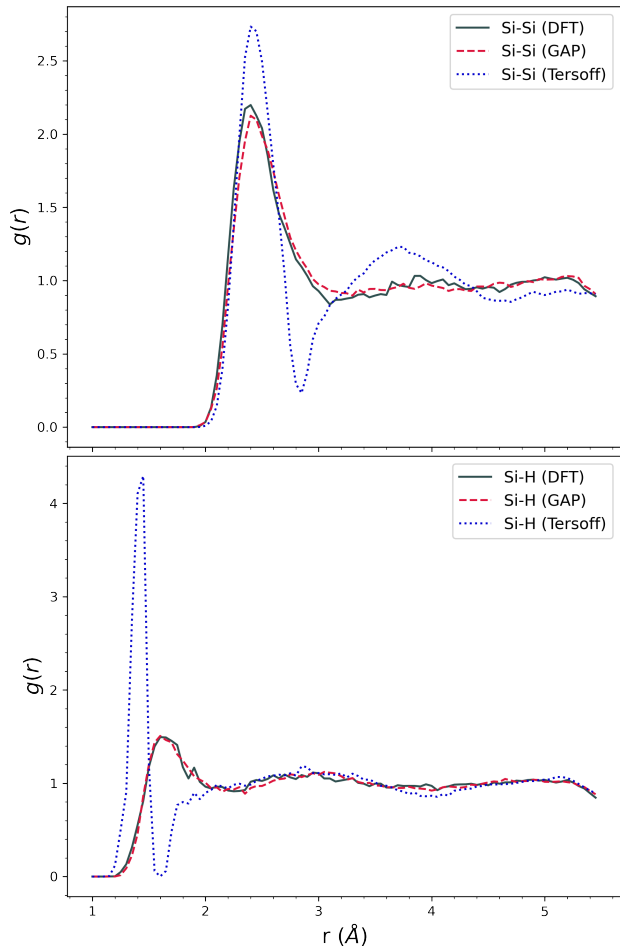 Si-Si (DFT)
Si-Si (GAP)
Si-Si (Tersoff)
2.5
2.0
1.5
1.0
0.5
0.0
g(r)
Si-H (DFT)
Si-H (GAP)
Si-H (Tersoff)
4
3
2
1
0
g(r)
1 2 3 4 5
r (Å)